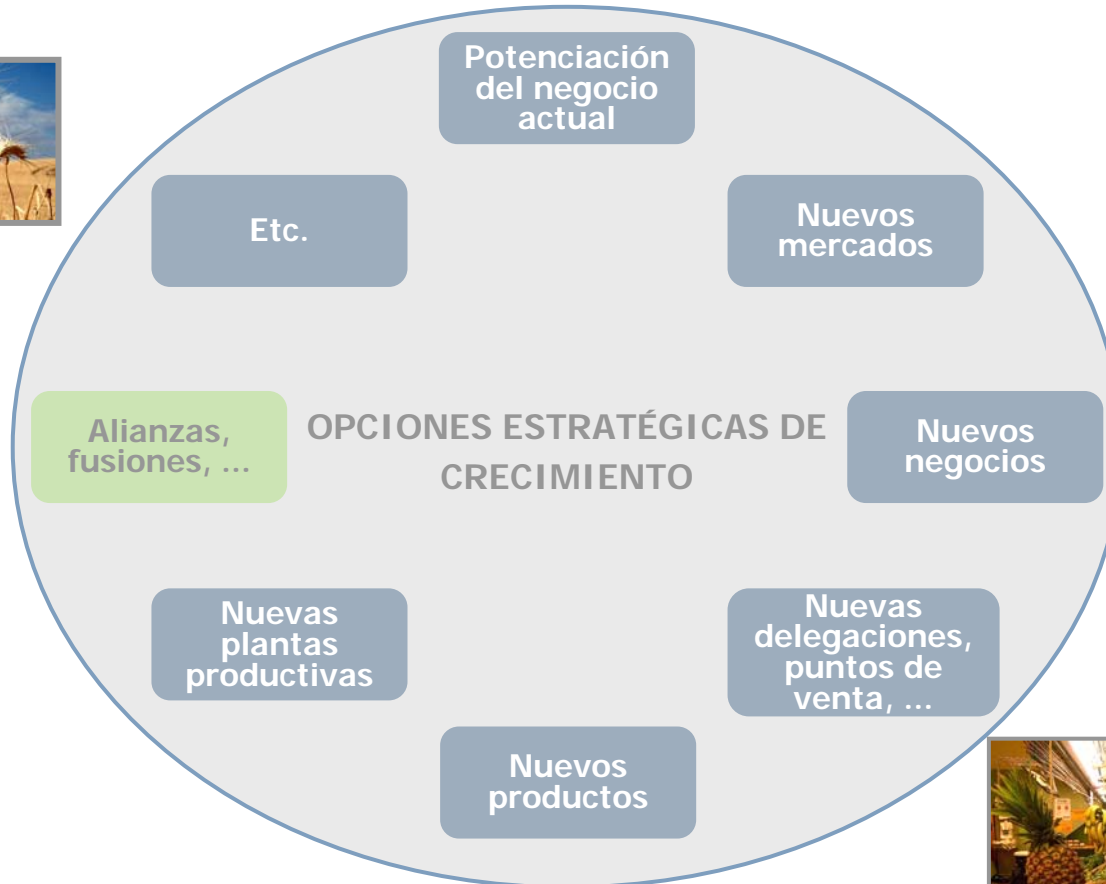 Potenciación
del negocio
actual
Etc.
Nuevos
mercados
Alianzas,
fusiones, ...
OPCIONES ESTRATÉGICAS DE
CRECIMIENTO
Nuevos
negocios
Nuevas
plantas
productivas
Nuevas
delegaciones,
puntos de
venta, ...
Nuevos
productos